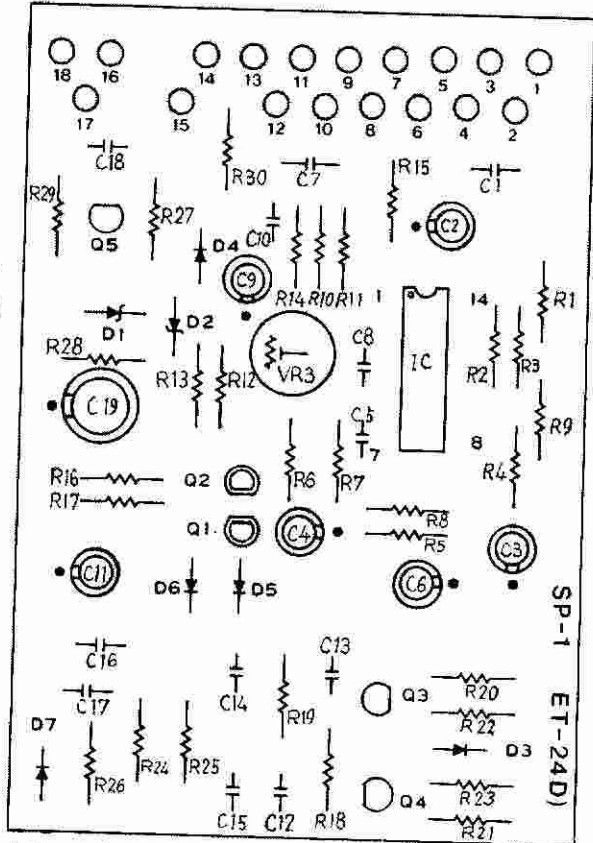 18 16 14 13 11 9 7 5 3 1
17 15 12 10 8 6 4 2
C18 R30 C7 R15 C1
R29 Q5 R27 C10 C2
D4 C9 R14 R10 R11 1 14 R1
D1 D2 VR3 C8 IC R2 R3
R28 R13 R12
C19 C5 7 8 R9
R16 Q2 R6 R7 R4
R17 Q1 C4 R8
R5 C3
C11 D6 D5 C6
SP-1 ET-24D)
C16 C14 R19 C13 Q3 R20
C17 R22
D7 R26 R24 R25 D3
C15 C12 R18 Q4 R23
R21